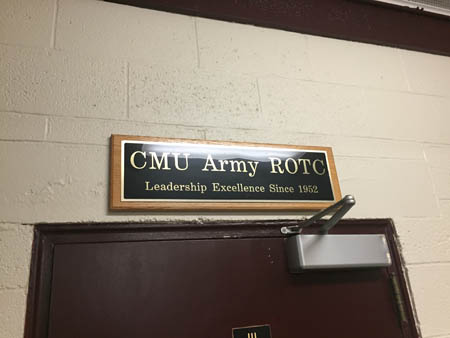 CMU Army ROTC
Leadership Excellence Since 1952